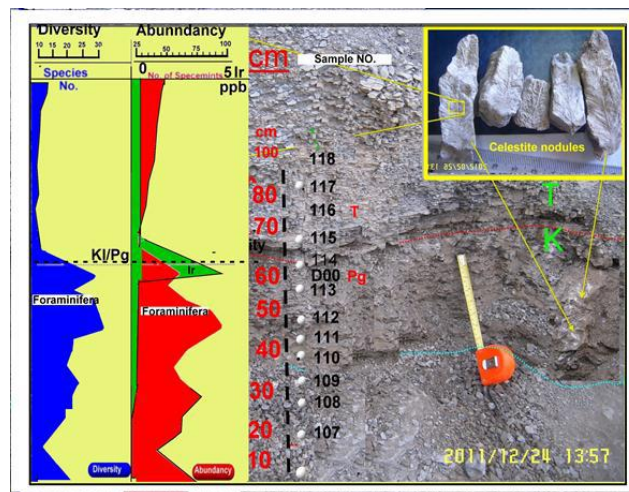 Diversity
10 15 20 25 30
Species
No.
Abunndancy
25 50 100
0
No. of Specemints
5 Ir
ppb
cm
Sample NO.
cm
100
80
70
60
50
40
30
20
10
118
117
116 T
115
114
D00 Pg
113
112
111
110
109
108
107
Kl/Pg
Ir
Foraminifera
Foraminifera
Diversity
Abundancy
Celestite nodules
T
K
2011/12/24 13:57